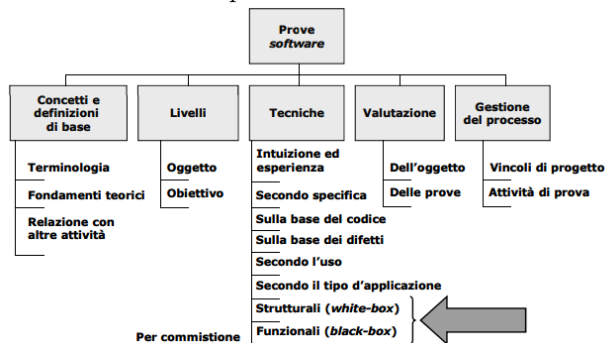 Prove
software
Concetti e
definizioni
di base
Livelli
Tecniche
Valutazione
Gestione
del processo
Terminologia
Fondamenti teorici
Relazione con
altre attività
Oggetto
Obiettivo
Intuizione ed
esperienza
Secondo specifica
Sulla base del codice
Sulla base dei difetti
Secondo l'uso
Secondo il tipo d'applicazione
Strutturali (white-box)
Funzionali (black-box)
Per commistione
Dell'oggetto
Delle prove
Vincoli di progetto
Attività di prova